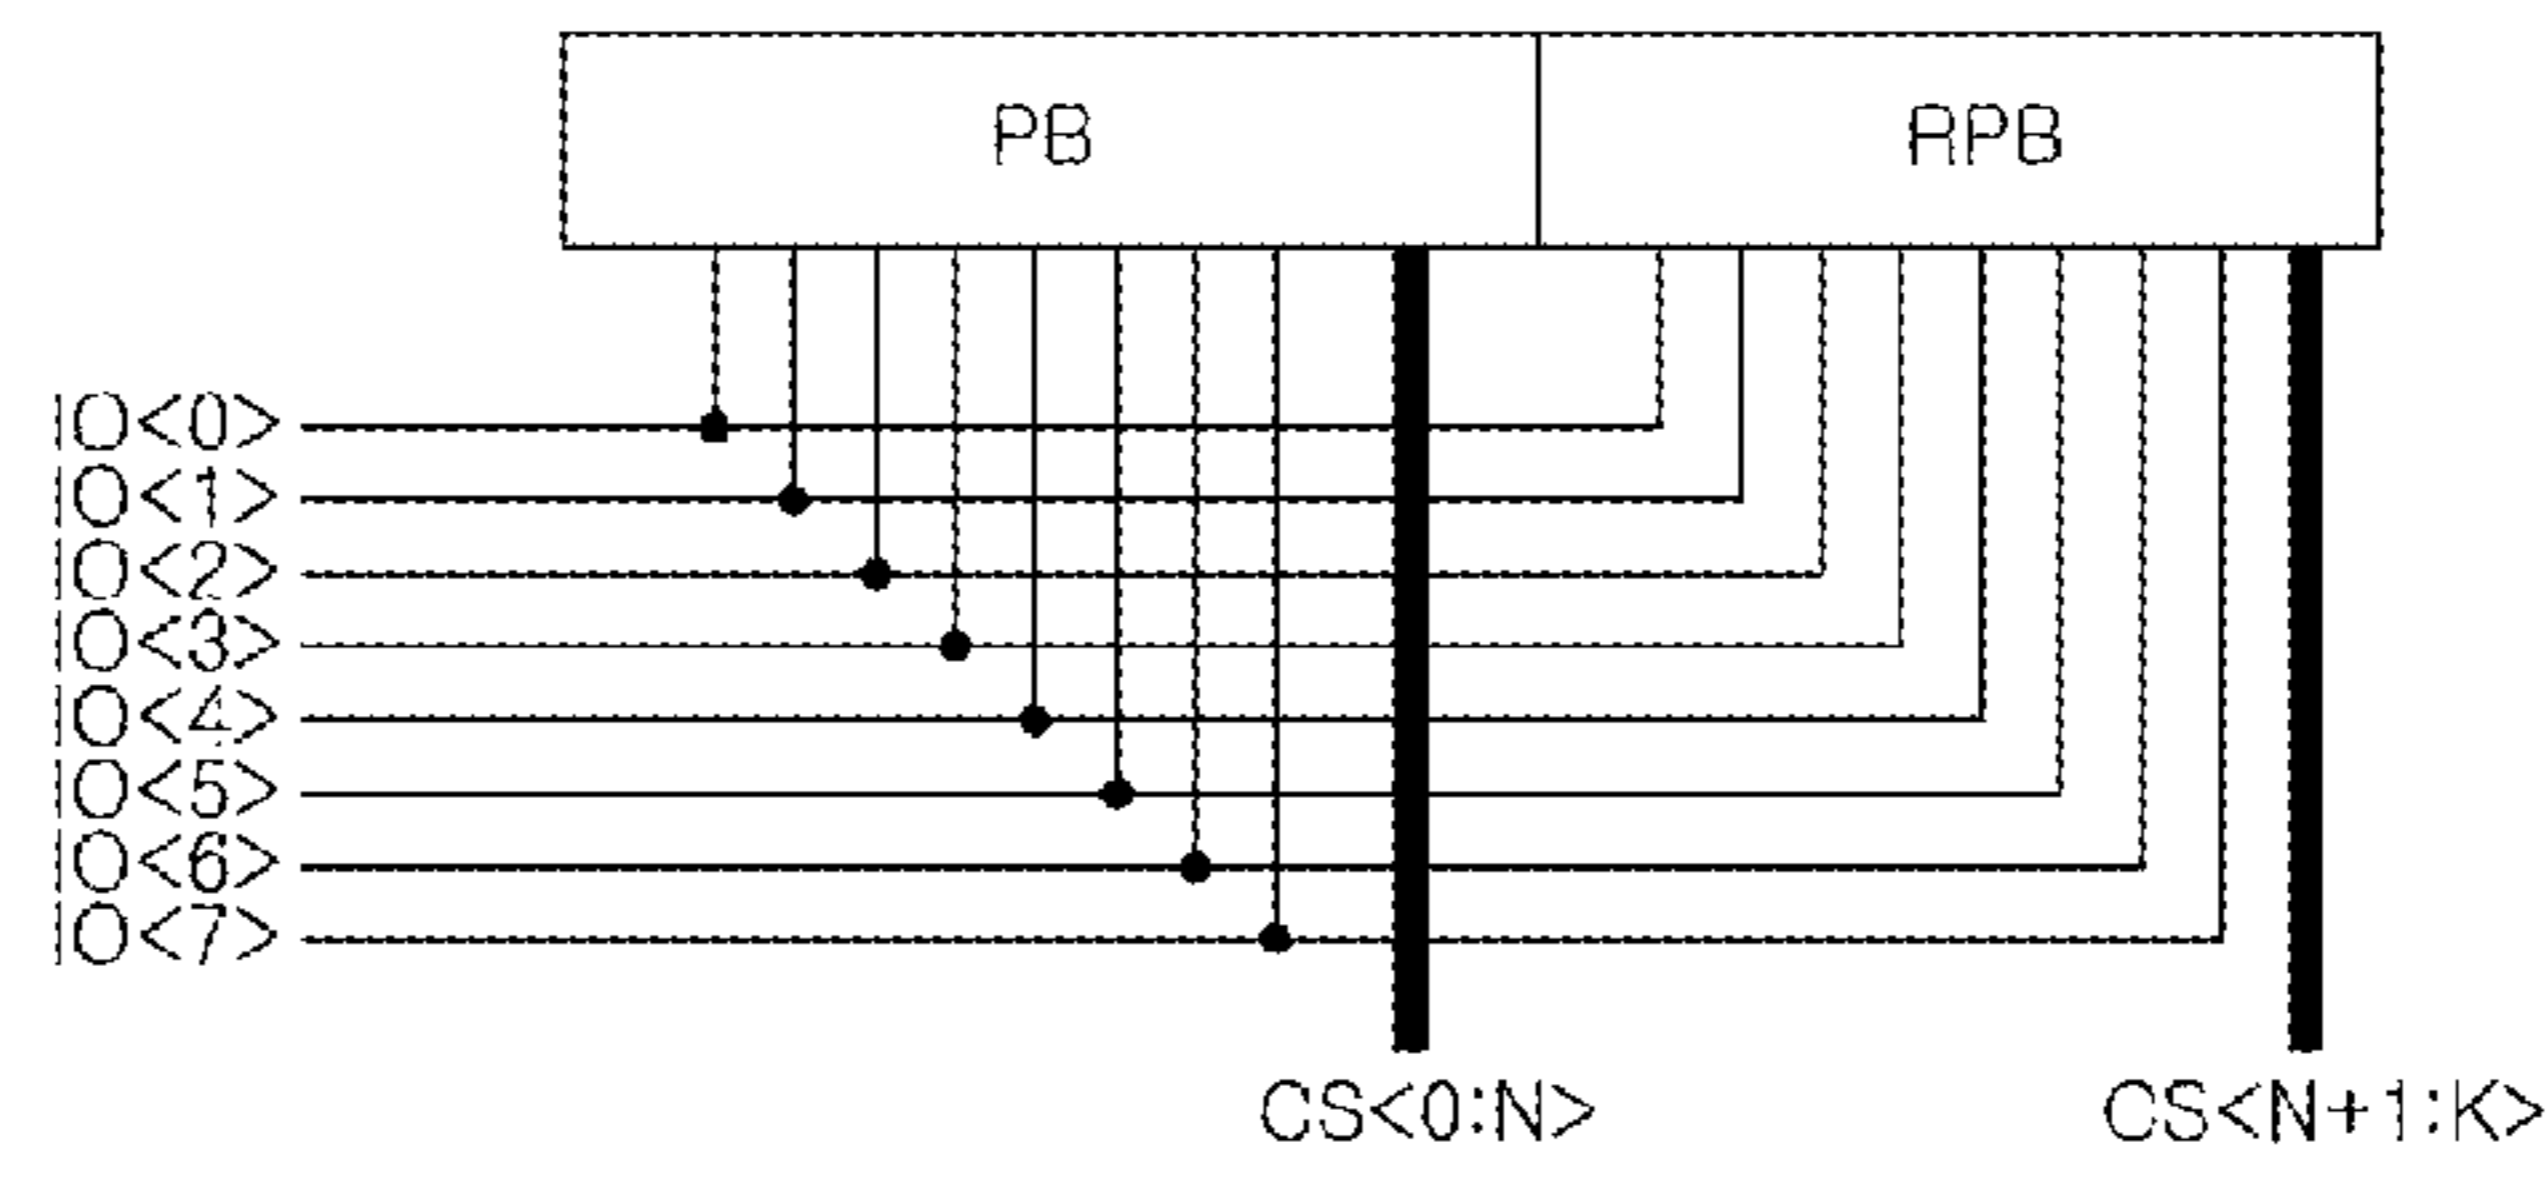 PB
RPB
IO<0>
IO<1>
IO<2>
IO<3>
IO<4>
IO<5>
IO<6>
IO<7>
CS<0:N>
CS<N+1:K>